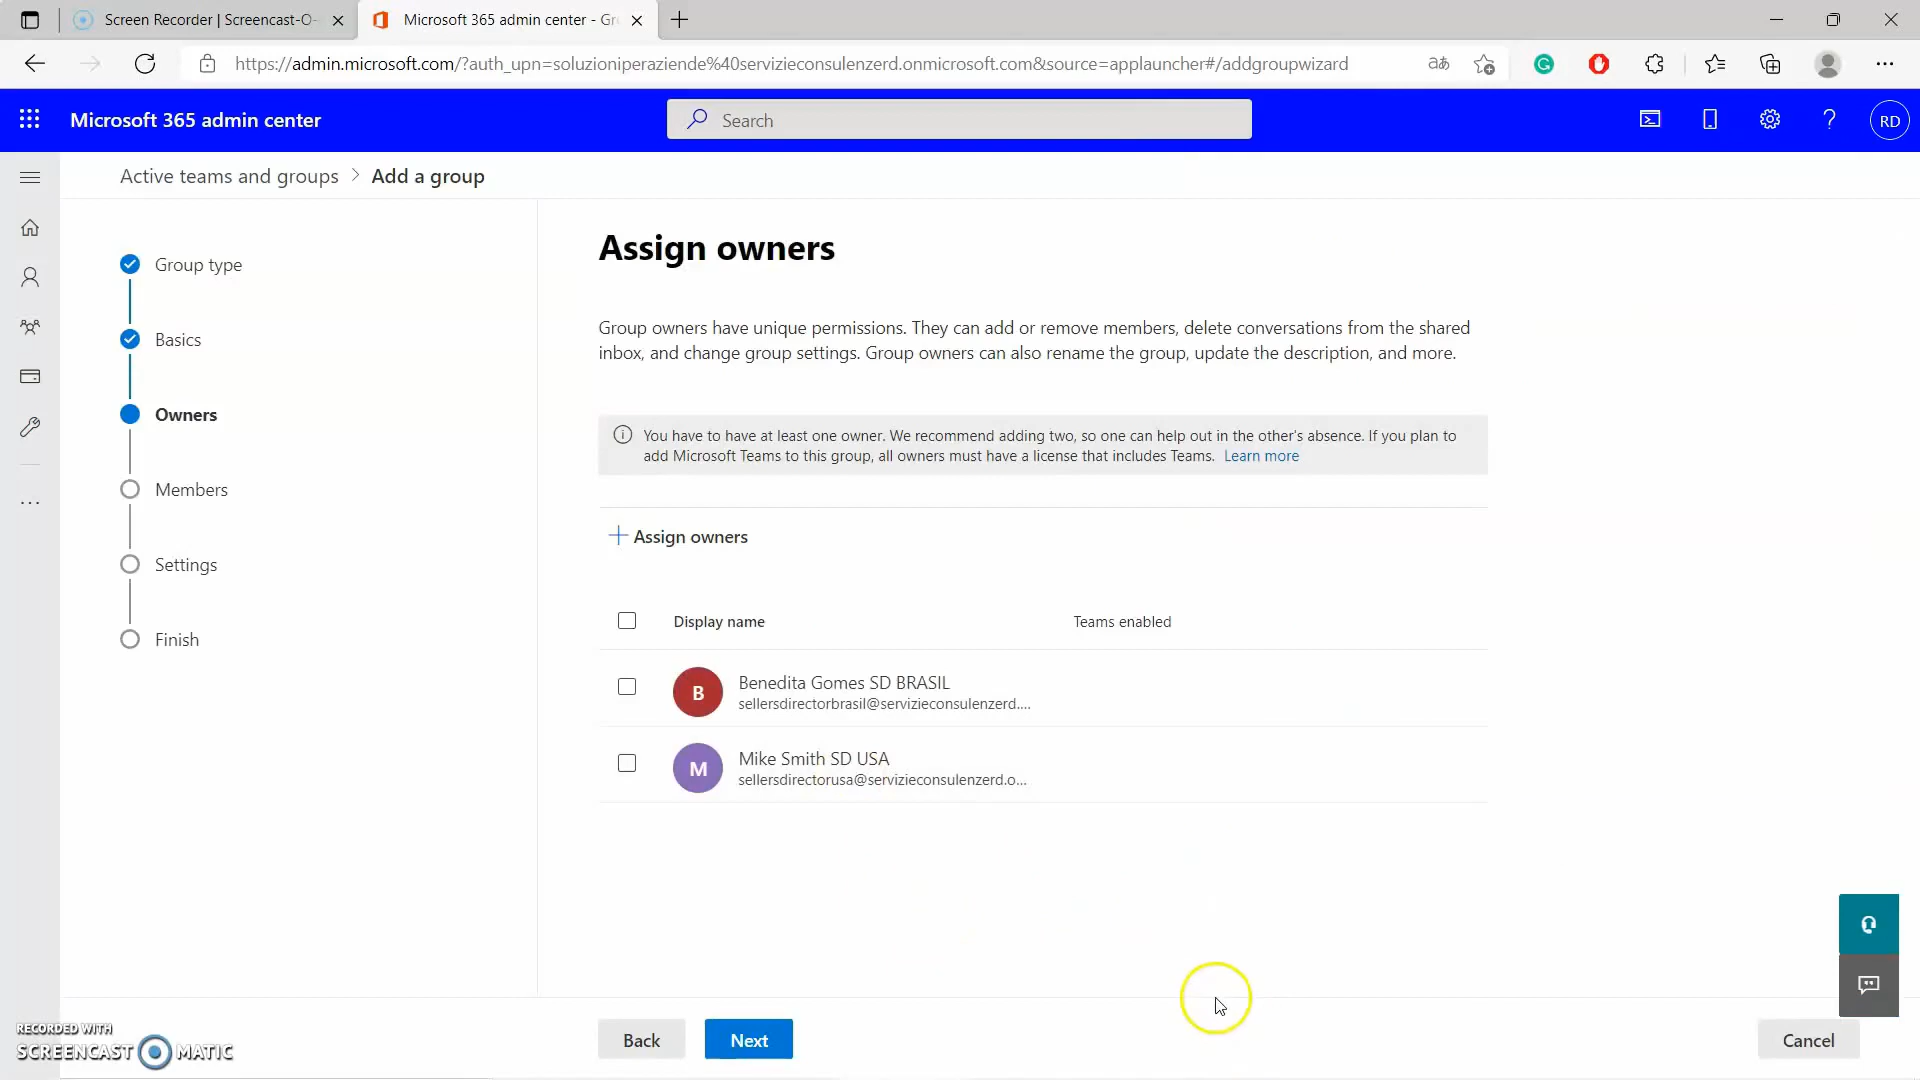 Screen Recorder | Screencast-O-
Microsoft 365 admin center - Gr
https://admin.microsoft.com/?auth_upn=soluzioniperaziende%40servizieconsulenzerd.onmicrosoft.com&source=applauncher#/addgroupwizard
Microsoft 365 admin center
Search
RD
Active teams and groups > Add a group
Group type
Basics
Owners
Members
Settings
Finish
Assign owners
Group owners have unique permissions. They can add or remove members, delete conversations from the shared
inbox, and change group settings. Group owners can also rename the group, update the description, and more.
You have to have at least one owner. We recommend adding two, so one can help out in the other's absence. If you plan to
add Microsoft Teams to this group, all owners must have a license that includes Teams. Learn more
Assign owners
Display name Teams enabled
B
Benedita Gomes SD BRASIL
sellersdirectorbrasil@servizieconsulenzerd....
M
Mike Smith SD USA
sellersdirectorusa@servizieconsulenzerd.o...
Back
Next
Cancel
RECORDED WITH
SCREENCAST MATIC